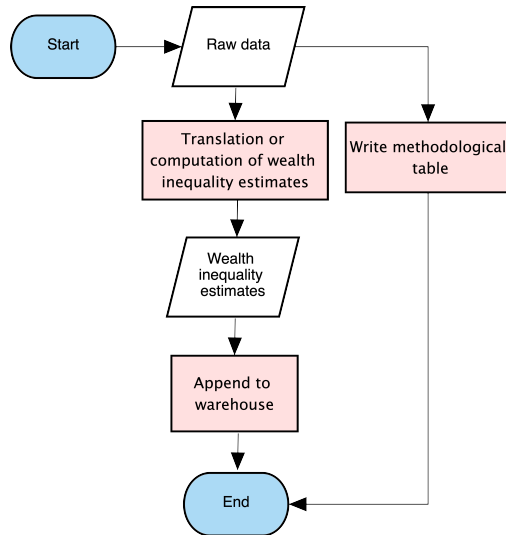 Start
Raw data
Translation or
computation of wealth
inequality estimates
Write methodological
table
Wealth
inequality
estimates
Append to
warehouse
End